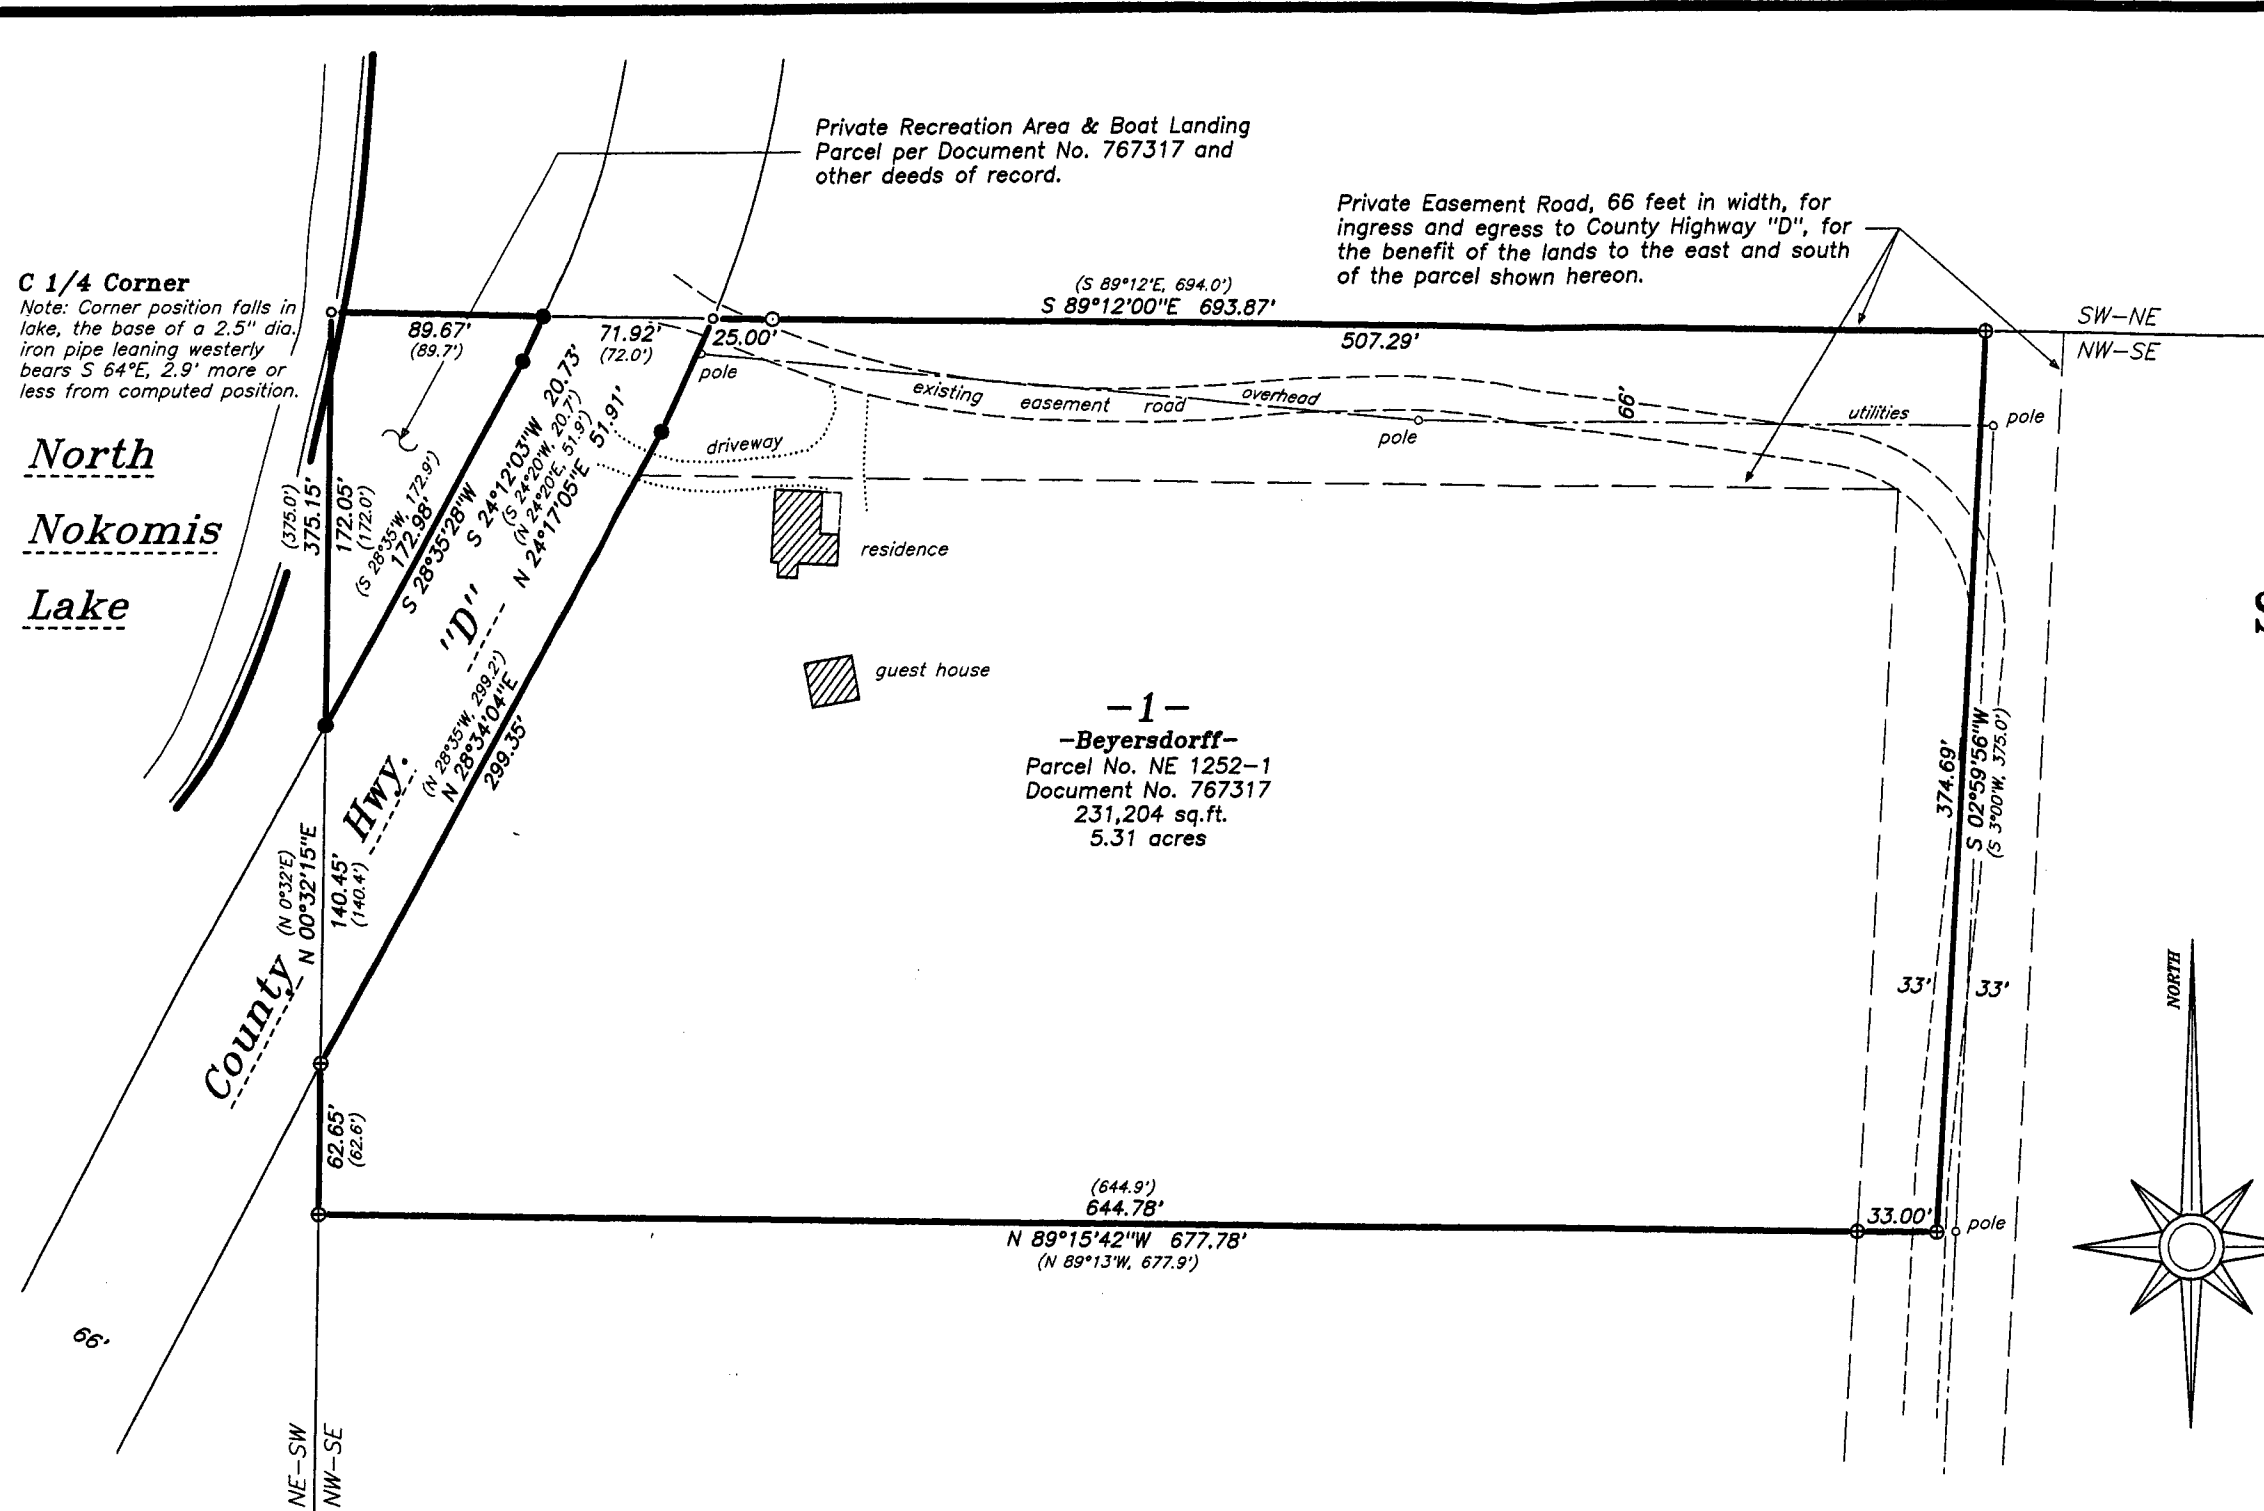 Private Recreation Area & Boat Landing
Parcel per Document No. 767317 and
other deeds of record.
Private Easement Road, 66 feet in width, for
ingress and egress to County Highway "D", for
the benefit of the lands to the east and south
of the parcel shown hereon.
C 1/4 Corner
Note: Corner position falls in
lake, the base of a 2.5" dia.
iron pipe leaning westerly
bears S 64°E, 2.9' more or
less from computed position.
(S 89°12'E, 694.0')
S 89°12'00"E 693.87'
SW-NE
NW-SE
89.67'
(89.7')
71.92'
(72.0')
25.00'
507.29'
pole
existing
easement
road
overhead
66'
utilities
pole
pole
driveway
North
Nokomis
Lake
(375.0')
375.15'
172.05'
(172.0')
(S 28°35'W, 172.9')
172.98'
S 28°35'28"W
S 24°12'03"W 20.73'
(S 24°20'W, 20.7')
(N 24°20'E, 51.9')
N 24°17'05"E 51.91'
residence
guest house
"D"
Hwy.
County
(N 28°35'W, 299.2')
N 28°34'04"E
299.35'
-1-
-Beyersdorff-
Parcel No. NE 1252-1
Document No. 767317
231,204 sq.ft.
5.31 acres
374.69'
S 02°59'56"W
(S 3°00'W, 375.0')
(N 0°32'E)
N 00°32'15"E
140.45'
(140.4')
33'
33'
NORTH
62.65'
(62.6')
(644.9')
644.78'
33.00'
pole
N 89°15'42"W 677.78'
(N 89°13'W, 677.9')
66'
NE-SW
NW-SE